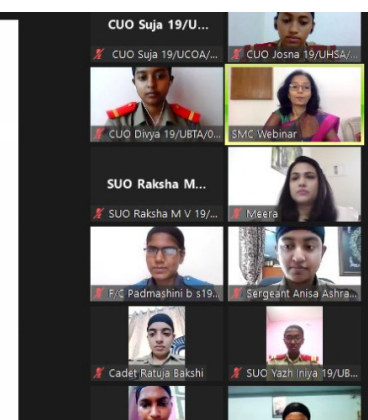 CUO Suja 19/U...
CUO Suja 19/UCOA/...
CUO Josna 19/UHSA/...
CUO Divya 19/UBTA/0...
SMC Webinar
SUO Raksha M...
SUO Raksha M V 19/...
Meera
F/C Padmashini b s19...
Sergeant Anisa Ashra...
Cadet Ratuja Bakshi
SUO Yazh Iniya 19/UB...